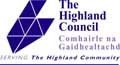 The
Highland
Council
Comhairle na
Gaidhealtachd
SERVING The Highland Community